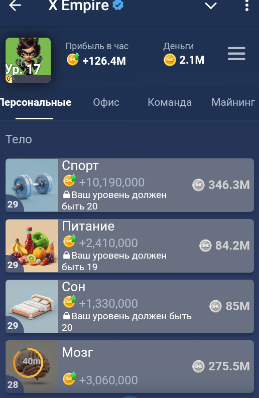 X Empire
Прибыль в час
+126.4M
Деньги
2.1M
Ур. 17
Персональные Офис Команда Майнинг
Тело
Спорт
+10,190,000
Ваш уровень должен
быть 20
346.3M
29
Питание
+2,410,000
Ваш уровень должен
быть 19
84.2M
29
Сон
+1,330,000
Ваш уровень должен быть
20
85M
29
Мозг
+3,060,000
275.5M
40m
28